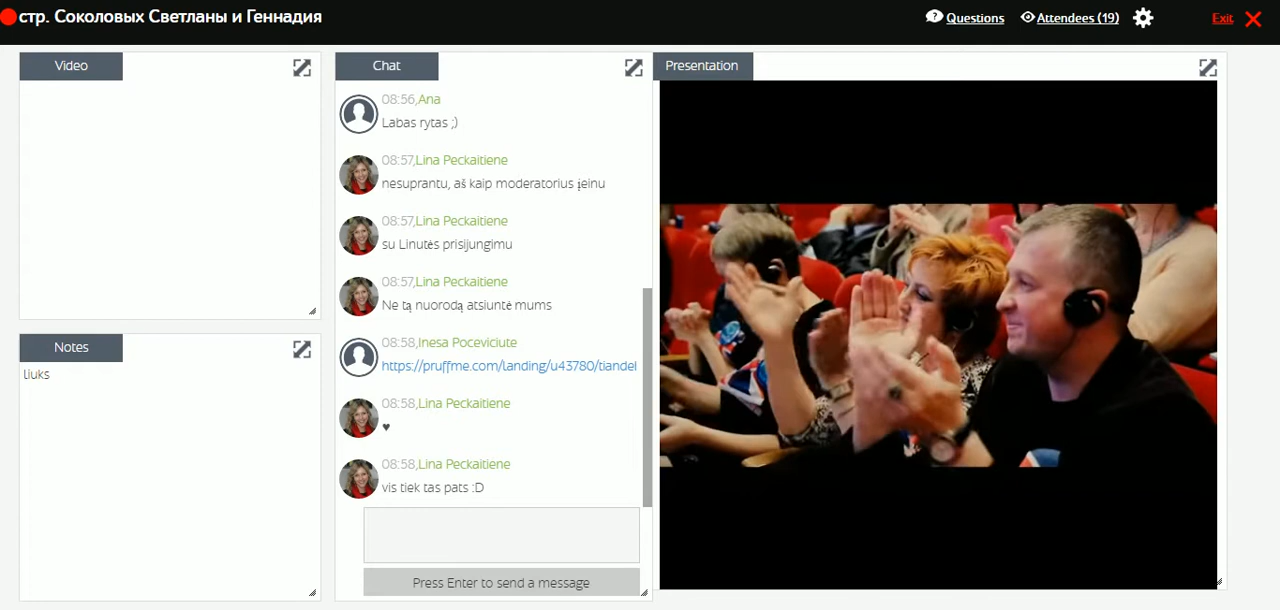 стр. Соколовых Светланы и Геннадия
Questions
Attendees (19)
Exit
Video
Notes
liuks
Chat
08:56,Ana
Labas rytas ;)
08:57,Lina Peckaitiene
nesuprantu, aš kaip moderatorius įeinu
08:57,Lina Peckaitiene
su Linutės prisijungimu
08:57,Lina Peckaitiene
Ne tą nuorodą atsiuntė mums
08:58,Inesa Poceviciute
https://pruffme.com/landing/u43780/tiandel
08:58,Lina Peckaitiene
♥
08:58,Lina Peckaitiene
vis tiek tas pats :D
Press Enter to send a message
Presentation